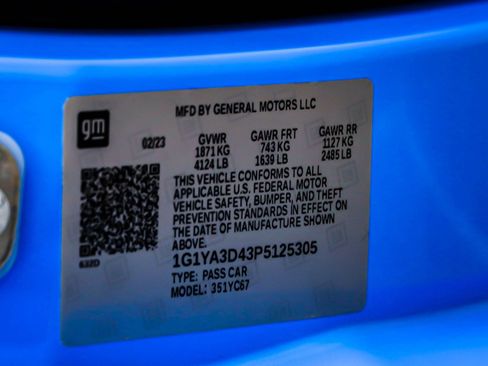 MFD BY GENERAL MOTORS LLC
gm
02/23
GVWR GAWR FRT GAWR RR
1871 KG 743 KG 1127 KG
4124 LB 1639 LB 2485 LB
THIS VEHICLE CONFORMS TO ALL
APPLICABLE U.S. FEDERAL MOTOR
VEHICLE SAFETY, BUMPER, AND THEFT
PREVENTION STANDARDS IN EFFECT ON
THE DATE OF MANUFACTURE SHOWN
ABOVE.
1G1YA3D43P5125305
TYPE: PASS CAR
MODEL: 351YC67